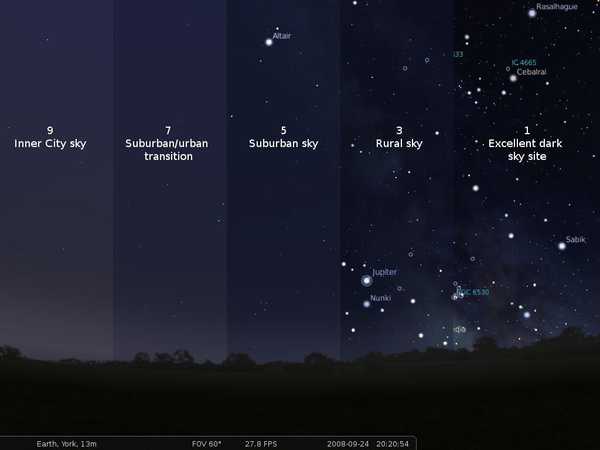 Rasalhague
Altair
IC 4665
Cebalrai
9
Inner City sky
7
Suburban/urban
transition
5
Suburban sky
3
Rural sky
1
Excellent dark
sky site
Sabik
Jupiter
NGC 6530
Nunki
Earth, York, 13m
FOV 60°
27.8 FPS
2008-09-24 20:20:54